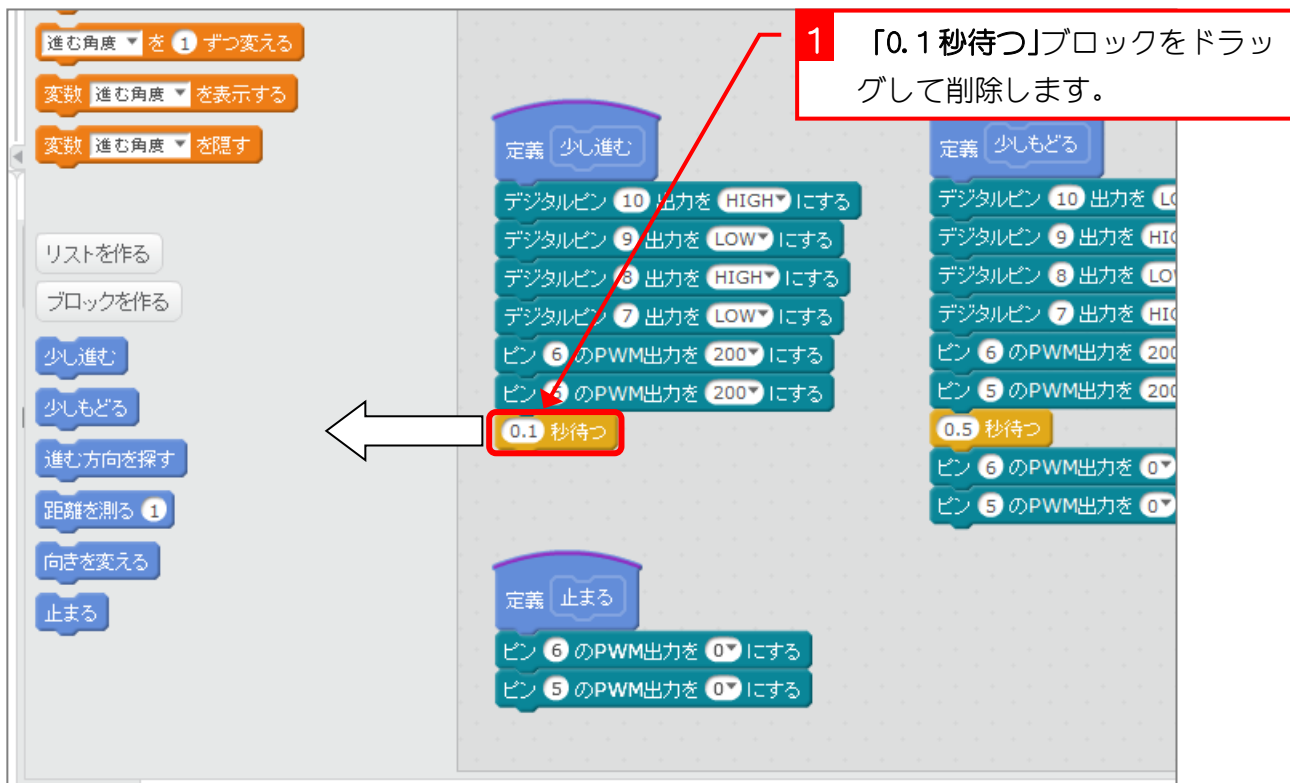 進む角度 を 1 ずつ変える
変数 進む角度 を表示する
変数 進む角度 を隠す
リストを作る
ブロックを作る
少し進む
少しもどる
進む方向を探す
距離を測る 1
向きを変える
止まる
1 「0.1秒待つ」ブロックをドラッ
グして削除します。
定義 少し進む
デジタルピン 10 出力を HIGH にする
デジタルピン 9 出力を LOW にする
デジタルピン 8 出力を HIGH にする
デジタルピン 7 出力を LOW にする
ピン 6 のPWM出力を 200 にする
ピン 5 のPWM出力を 200 にする
0.1 秒待つ
定義 止まる
ピン 6 のPWM出力を 0 にする
ピン 5 のPWM出力を 0 にする
定義 少しもどる
デジタルピン 10 出力を
デジタルピン 9 出力を
デジタルピン 8 出力を
デジタルピン 7 出力を
ピン 6 のPWM出力を 200
ピン 5 のPWM出力を 200
0.5 秒待つ
ピン 6 のPWM出力を 0
ピン 5 のPWM出力を 0